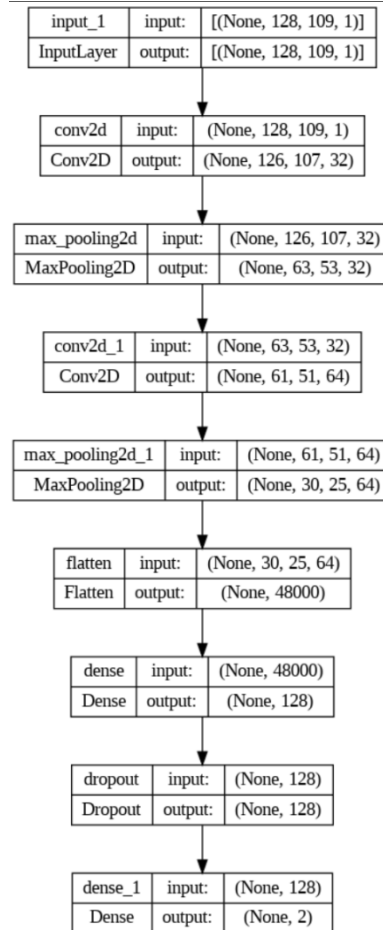 input_1 input: [(None, 128, 109, 1)]
InputLayer output: [(None, 128, 109, 1)]
conv2d input: (None, 128, 109, 1)
Conv2D output: (None, 126, 107, 32)
max_pooling2d input: (None, 126, 107, 32)
MaxPooling2D output: (None, 63, 53, 32)
conv2d_1 input: (None, 63, 53, 32)
Conv2D output: (None, 61, 51, 64)
max_pooling2d_1 input: (None, 61, 51, 64)
MaxPooling2D output: (None, 30, 25, 64)
flatten input: (None, 30, 25, 64)
Flatten output: (None, 48000)
dense input: (None, 48000)
Dense output: (None, 128)
dropout input: (None, 128)
Dropout output: (None, 128)
dense_1 input: (None, 128)
Dense output: (None, 2)